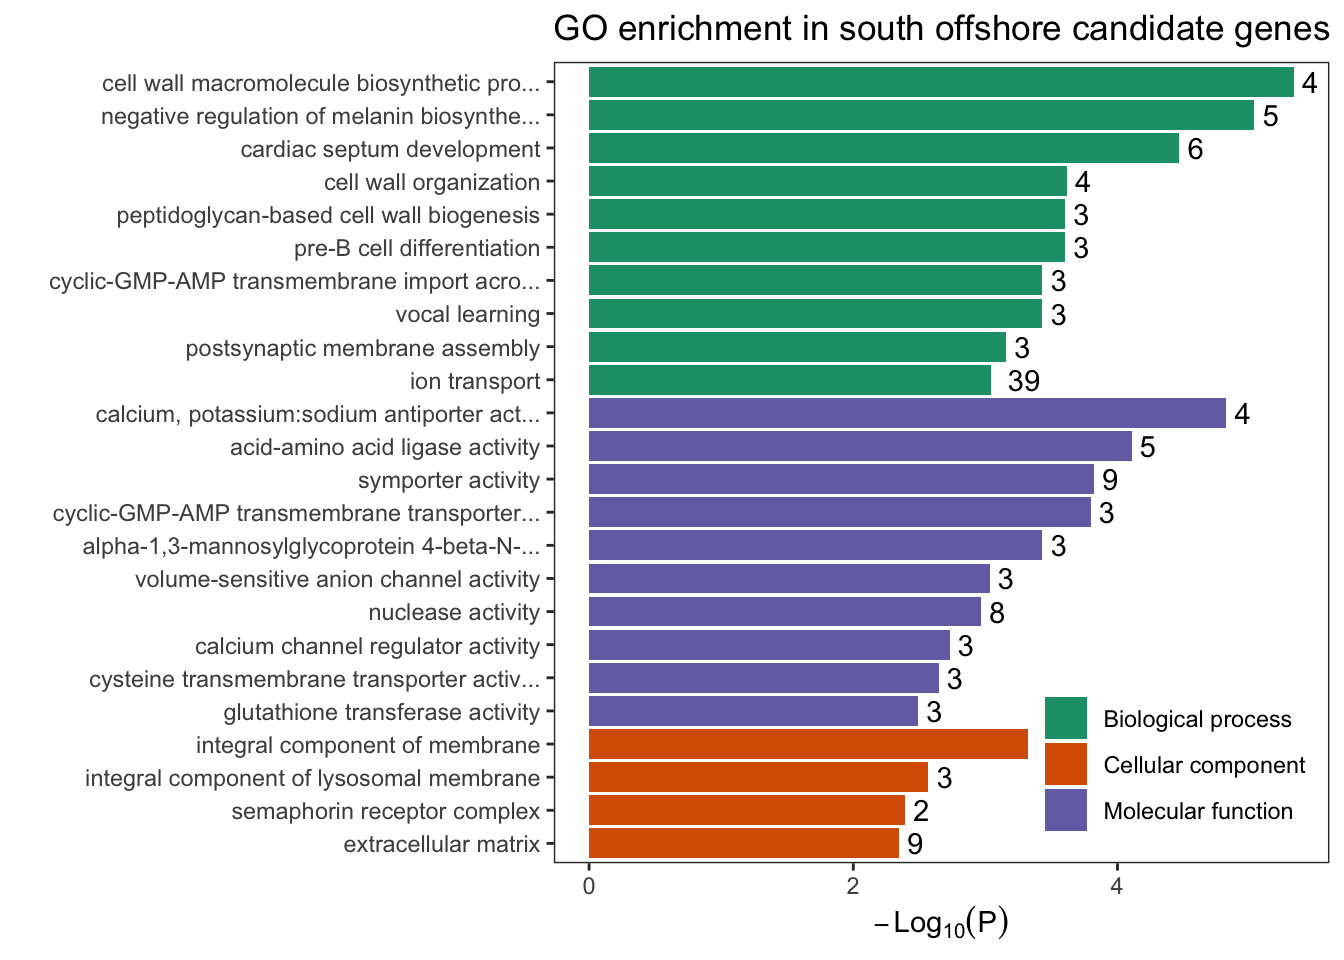 GO enrichment in south offshore candidate genes
cell wall macromolecule biosynthetic pro... 4
negative regulation of melanin biosynthe... 5
cardiac septum development 6
cell wall organization 4
peptidoglycan-based cell wall biogenesis 3
pre-B cell differentiation 3
cyclic-GMP-AMP transmembrane import acro... 3
vocal learning 3
postsynaptic membrane assembly 3
ion transport 39
calcium, potassium:sodium antiporter act... 4
acid-amino acid ligase activity 5
symporter activity 9
cyclic-GMP-AMP transmembrane transporter... 3
alpha-1,3-mannosylglycoprotein 4-beta-N-... 3
volume-sensitive anion channel activity 3
nuclease activity 8
calcium channel regulator activity 3
cysteine transmembrane transporter activ... 3
glutathione transferase activity 3
integral component of membrane
integral component of lysosomal membrane 3
semaphorin receptor complex 2
extracellular matrix 9
Biological process
Cellular component
Molecular function
0 2 4
−Log₁₀(P)